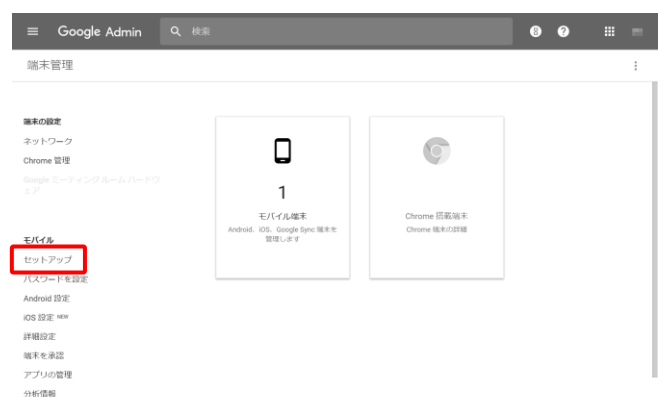 Google Admin
検索
端末管理
端末の設定
ネットワーク
Chrome 管理
Google ミーティング ルーム ハードウ
ェア
モバイル
セットアップ
パスワードを設定
Android 設定
iOS 設定 NEW
詳細設定
端末を承認
アプリの管理
分析情報
1
モバイル端末
Android、iOS、Google Sync 端末を
管理します
Chrome 搭載端末
Chrome 端末の詳細